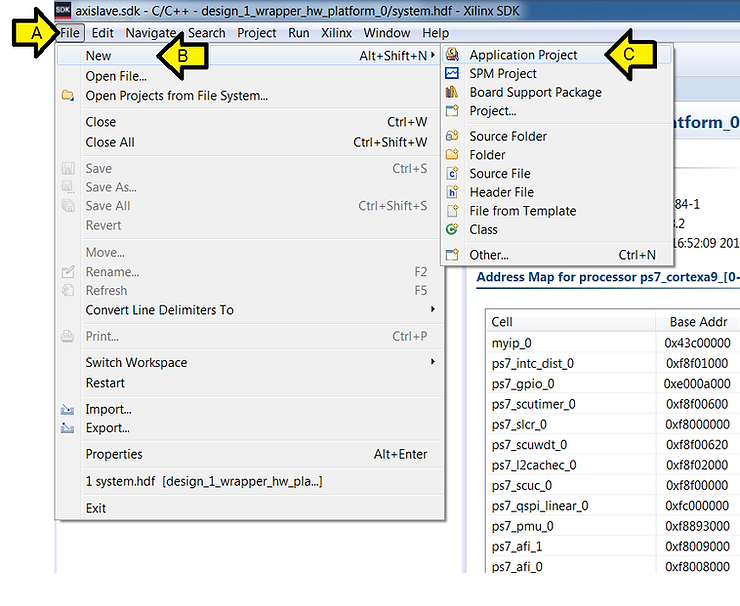 SDK axislave.sdk - C/C++ - design_1_wrapper_hw_platform_0/system.hdf - Xilinx SDK
A File Edit Navigate Search Project Run Xilinx Window Help
New Alt+Shift+N B
Open File...
Open Projects from File System...
Close Ctrl+W
Close All Ctrl+Shift+W
Save Ctrl+S
Save As...
Save All Ctrl+Shift+S
Revert
Move...
Rename... F2
Refresh F5
Convert Line Delimiters To
Print... Ctrl+P
Switch Workspace
Restart
Import...
Export...
Properties Alt+Enter
1 system.hdf [design_1_wrapper_hw_pla...]
Exit
Application Project C
SPM Project
Board Support Package
Project...
Source Folder
Folder
Source File
Header File
File from Template
Class
Other... Ctrl+N
atform_0
84-1
.2
16:52:09 201
Address Map for processor ps7_cortexa9_[0-
Cell Base Addr
myip_0 0x43c00000
ps7_intc_dist_0 0xf8f01000
ps7_gpio_0 0xe000a000
ps7_scutimer_0 0xf8f00600
ps7_slcr_0 0xf8000000
ps7_scuwdt_0 0xf8f00620
ps7_l2cachec_0 0xf8f02000
ps7_scuc_0 0xf8f00000
ps7_qspi_linear_0 0xfc000000
ps7_pmu_0 0xf8893000
ps7_afi_1 0xf8009000
ps7_afi_0 0xf8008000